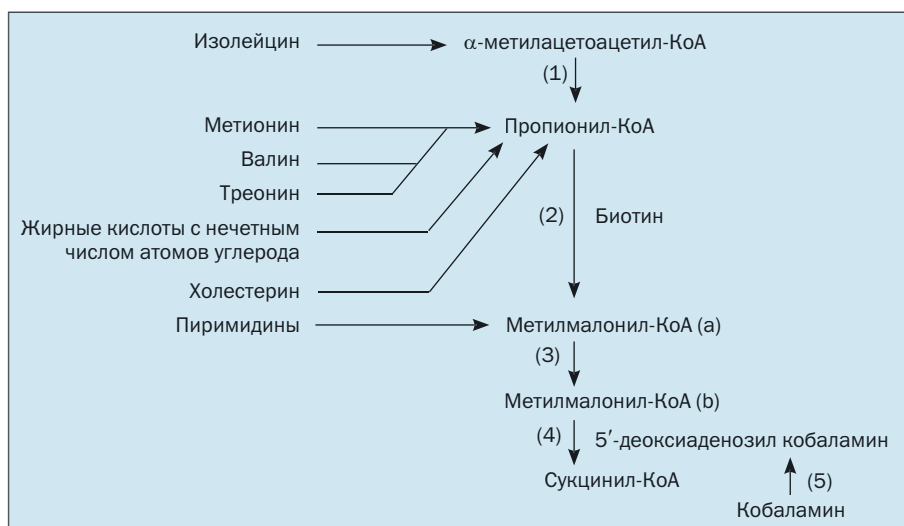 Изолейцин
α-метилацетоацетил-КоА
(1)
Метионин
Пропионил-КоА
Валин
Треонин
(2)
Биотин
Жирные кислоты с нечетным
числом атомов углерода
Холестерин
Пиримидины
Метилмалонил-КоА (a)
(3)
Метилмалонил-КоА (b)
(4)
5′-деоксиаденозил кобаламин
Сукцинил-КоА
(5)
Кобаламин